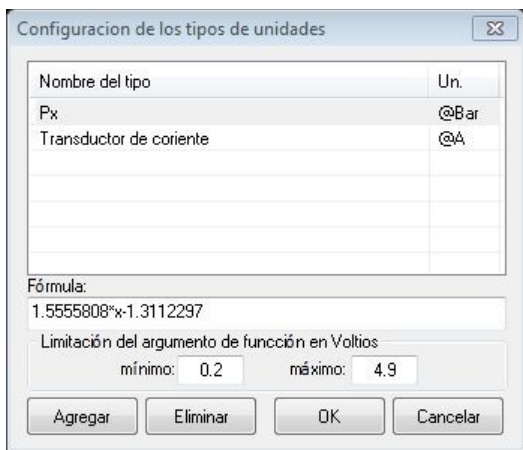 Configuracion de los tipos de unidades
Nombre del tipo Un.
Px @Bar
Transductor de coriente @A
Fórmula:
1.5555808*x-1.3112297
Limitación del argumento de funcción en Voltios
mínimo: 0.2 máximo: 4.9
Agregar Eliminar OK Cancelar